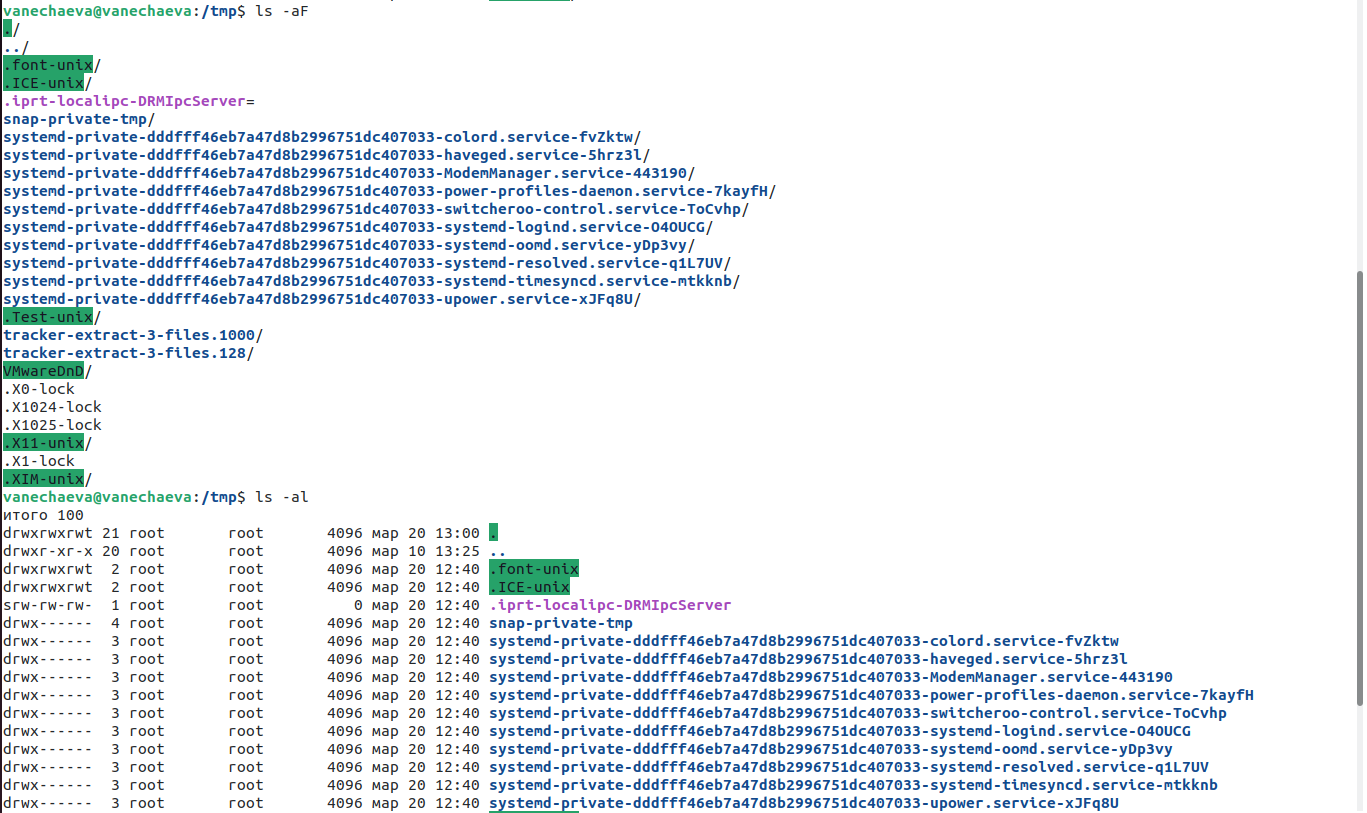 vanechaeva@vanechaeva:/tmp$ ls -aF
./
../
.font-unix/
.ICE-unix/
.iprt-localipc-DRMIpcServer=
snap-private-tmp/
systemd-private-dddfff46eb7a47d8b2996751dc407033-colord.service-fvZktw/
systemd-private-dddfff46eb7a47d8b2996751dc407033-haveged.service-5hrz3l/
systemd-private-dddfff46eb7a47d8b2996751dc407033-ModemManager.service-443190/
systemd-private-dddfff46eb7a47d8b2996751dc407033-power-profiles-daemon.service-7kayfH/
systemd-private-dddfff46eb7a47d8b2996751dc407033-switcheroo-control.service-ToCvhp/
systemd-private-dddfff46eb7a47d8b2996751dc407033-systemd-logind.service-O4OUCG/
systemd-private-dddfff46eb7a47d8b2996751dc407033-systemd-oomd.service-yDp3vy/
systemd-private-dddfff46eb7a47d8b2996751dc407033-systemd-resolved.service-q1L7UV/
systemd-private-dddfff46eb7a47d8b2996751dc407033-systemd-timesyncd.service-mtkknb/
systemd-private-dddfff46eb7a47d8b2996751dc407033-upower.service-xJFq8U/
.Test-unix/
tracker-extract-3-files.1000/
tracker-extract-3-files.128/
VMwareDnD/
.X0-lock
.X1024-lock
.X1025-lock
.X11-unix/
.X1-lock
.XIM-unix/
vanechaeva@vanechaeva:/tmp$ ls -al
итого 100
drwxrwxrwt 21 root       root       4096 мар 20 13:00 .
drwxr-xr-x 20 root       root       4096 мар 10 13:25 ..
drwxrwxrwt  2 root       root       4096 мар 20 12:40 .font-unix
drwxrwxrwt  2 root       root       4096 мар 20 12:40 .ICE-unix
srw-rw-rw-  1 root       root          0 мар 20 12:40 .iprt-localipc-DRMIpcServer
drwx------  4 root       root       4096 мар 20 12:40 snap-private-tmp
drwx------  3 root       root       4096 мар 20 12:40 systemd-private-dddfff46eb7a47d8b2996751dc407033-colord.service-fvZktw
drwx------  3 root       root       4096 мар 20 12:40 systemd-private-dddfff46eb7a47d8b2996751dc407033-haveged.service-5hrz3l
drwx------  3 root       root       4096 мар 20 12:40 systemd-private-dddfff46eb7a47d8b2996751dc407033-ModemManager.service-443190
drwx------  3 root       root       4096 мар 20 12:40 systemd-private-dddfff46eb7a47d8b2996751dc407033-power-profiles-daemon.service-7kayfH
drwx------  3 root       root       4096 мар 20 12:40 systemd-private-dddfff46eb7a47d8b2996751dc407033-switcheroo-control.service-ToCvhp
drwx------  3 root       root       4096 мар 20 12:40 systemd-private-dddfff46eb7a47d8b2996751dc407033-systemd-logind.service-O4OUCG
drwx------  3 root       root       4096 мар 20 12:40 systemd-private-dddfff46eb7a47d8b2996751dc407033-systemd-oomd.service-yDp3vy
drwx------  3 root       root       4096 мар 20 12:40 systemd-private-dddfff46eb7a47d8b2996751dc407033-systemd-resolved.service-q1L7UV
drwx------  3 root       root       4096 мар 20 12:40 systemd-private-dddfff46eb7a47d8b2996751dc407033-systemd-timesyncd.service-mtkknb
drwx------  3 root       root       4096 мар 20 12:40 systemd-private-dddfff46eb7a47d8b2996751dc407033-upower.service-xJFq8U